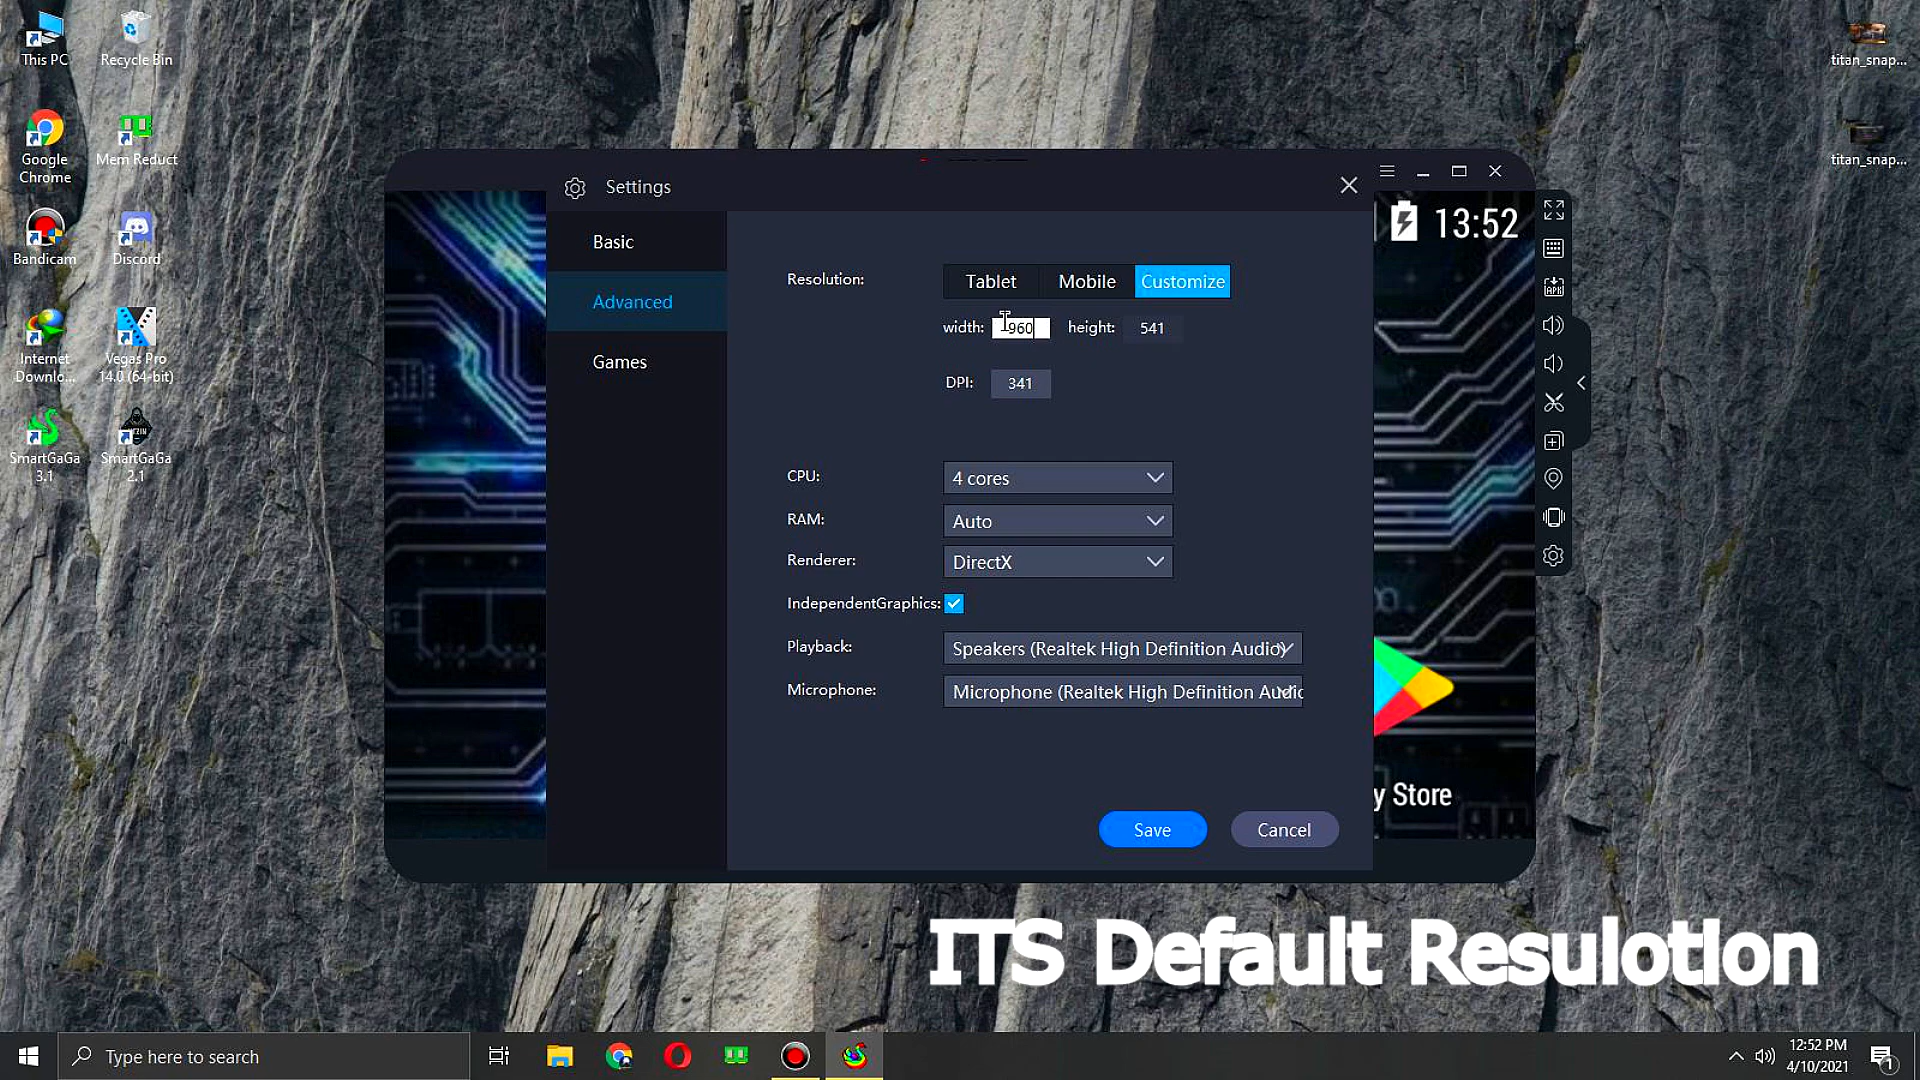 This PC
Recycle Bin
titan_snap...
Google
Chrome
Mem Reduct
titan_snap...
Bandicam
Discord
Internet
Downlo...
Vegas Pro
14.0 (64-bit)
SmartGaGa
3.1
SmartGaGa
2.1
Settings
13:52
Basic
Advanced
Games
Resolution:
Tablet
Mobile
Customize
width:
960
height:
541
DPI:
341
CPU:
4 cores
RAM:
Auto
Renderer:
DirectX
IndependentGraphics:
Playback:
Speakers (Realtek High Definition Audio)
Microphone:
Microphone (Realtek High Definition Audio
APK
y Store
Save
Cancel
ITS Default ResulotIon
Type here to search
12:52 PM
4/10/2021
1